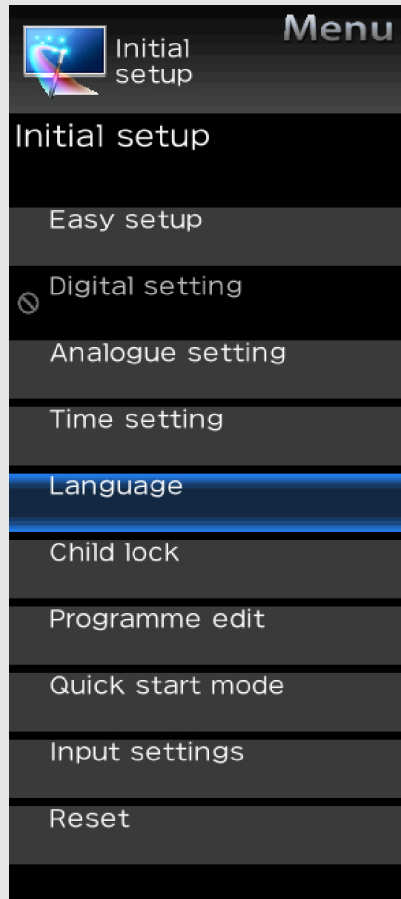 Menu
Initial
setup
Initial setup
Easy setup
Digital setting
Analogue setting
Time setting
Language
Child lock
Programme edit
Quick start mode
Input settings
Reset